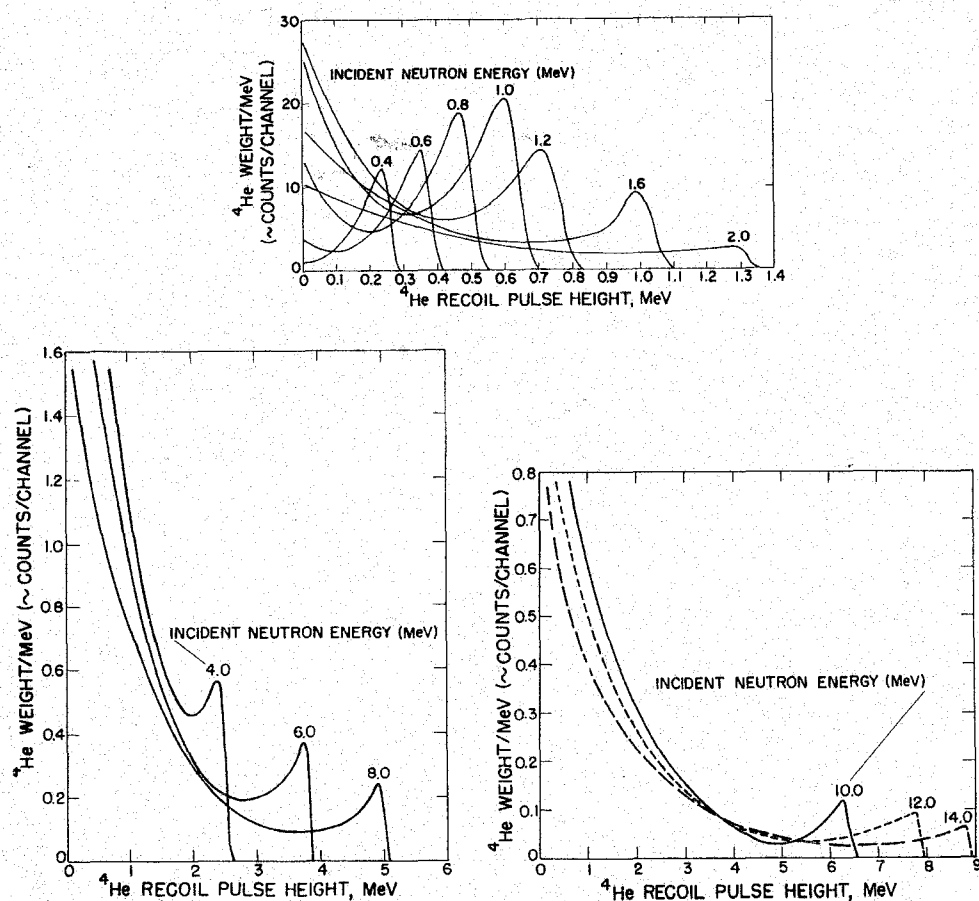 30
20
10
0
⁴He WEIGHT/MeV
(~ COUNTS/CHANNEL)
INCIDENT NEUTRON ENERGY (MeV)
0.4
0.6
0.8
1.0
1.2
1.6
2.0
0 0.1 0.2 0.3 0.4 0.5 0.6 0.7 0.8 0.9 1.0 1.1 1.2 1.3 1.4
⁴He RECOIL PULSE HEIGHT, MeV
1.6
1.4
1.2
1.0
0.8
0.6
0.4
0.2
0
⁴He WEIGHT/MeV (~ COUNTS/CHANNEL)
INCIDENT NEUTRON ENERGY (MeV)
4.0
6.0
8.0
0 1 2 3 4 5 6
⁴He RECOIL PULSE HEIGHT, MeV
0.8
0.7
0.6
0.5
0.4
0.3
0.2
0.1
0
⁴He WEIGHT/MeV (~COUNTS/CHANNEL)
INCIDENT NEUTRON ENERGY (MeV)
10.0
12.0
14.0
0 1 2 3 4 5 6 7 8 9
⁴He RECOIL PULSE HEIGHT, MeV